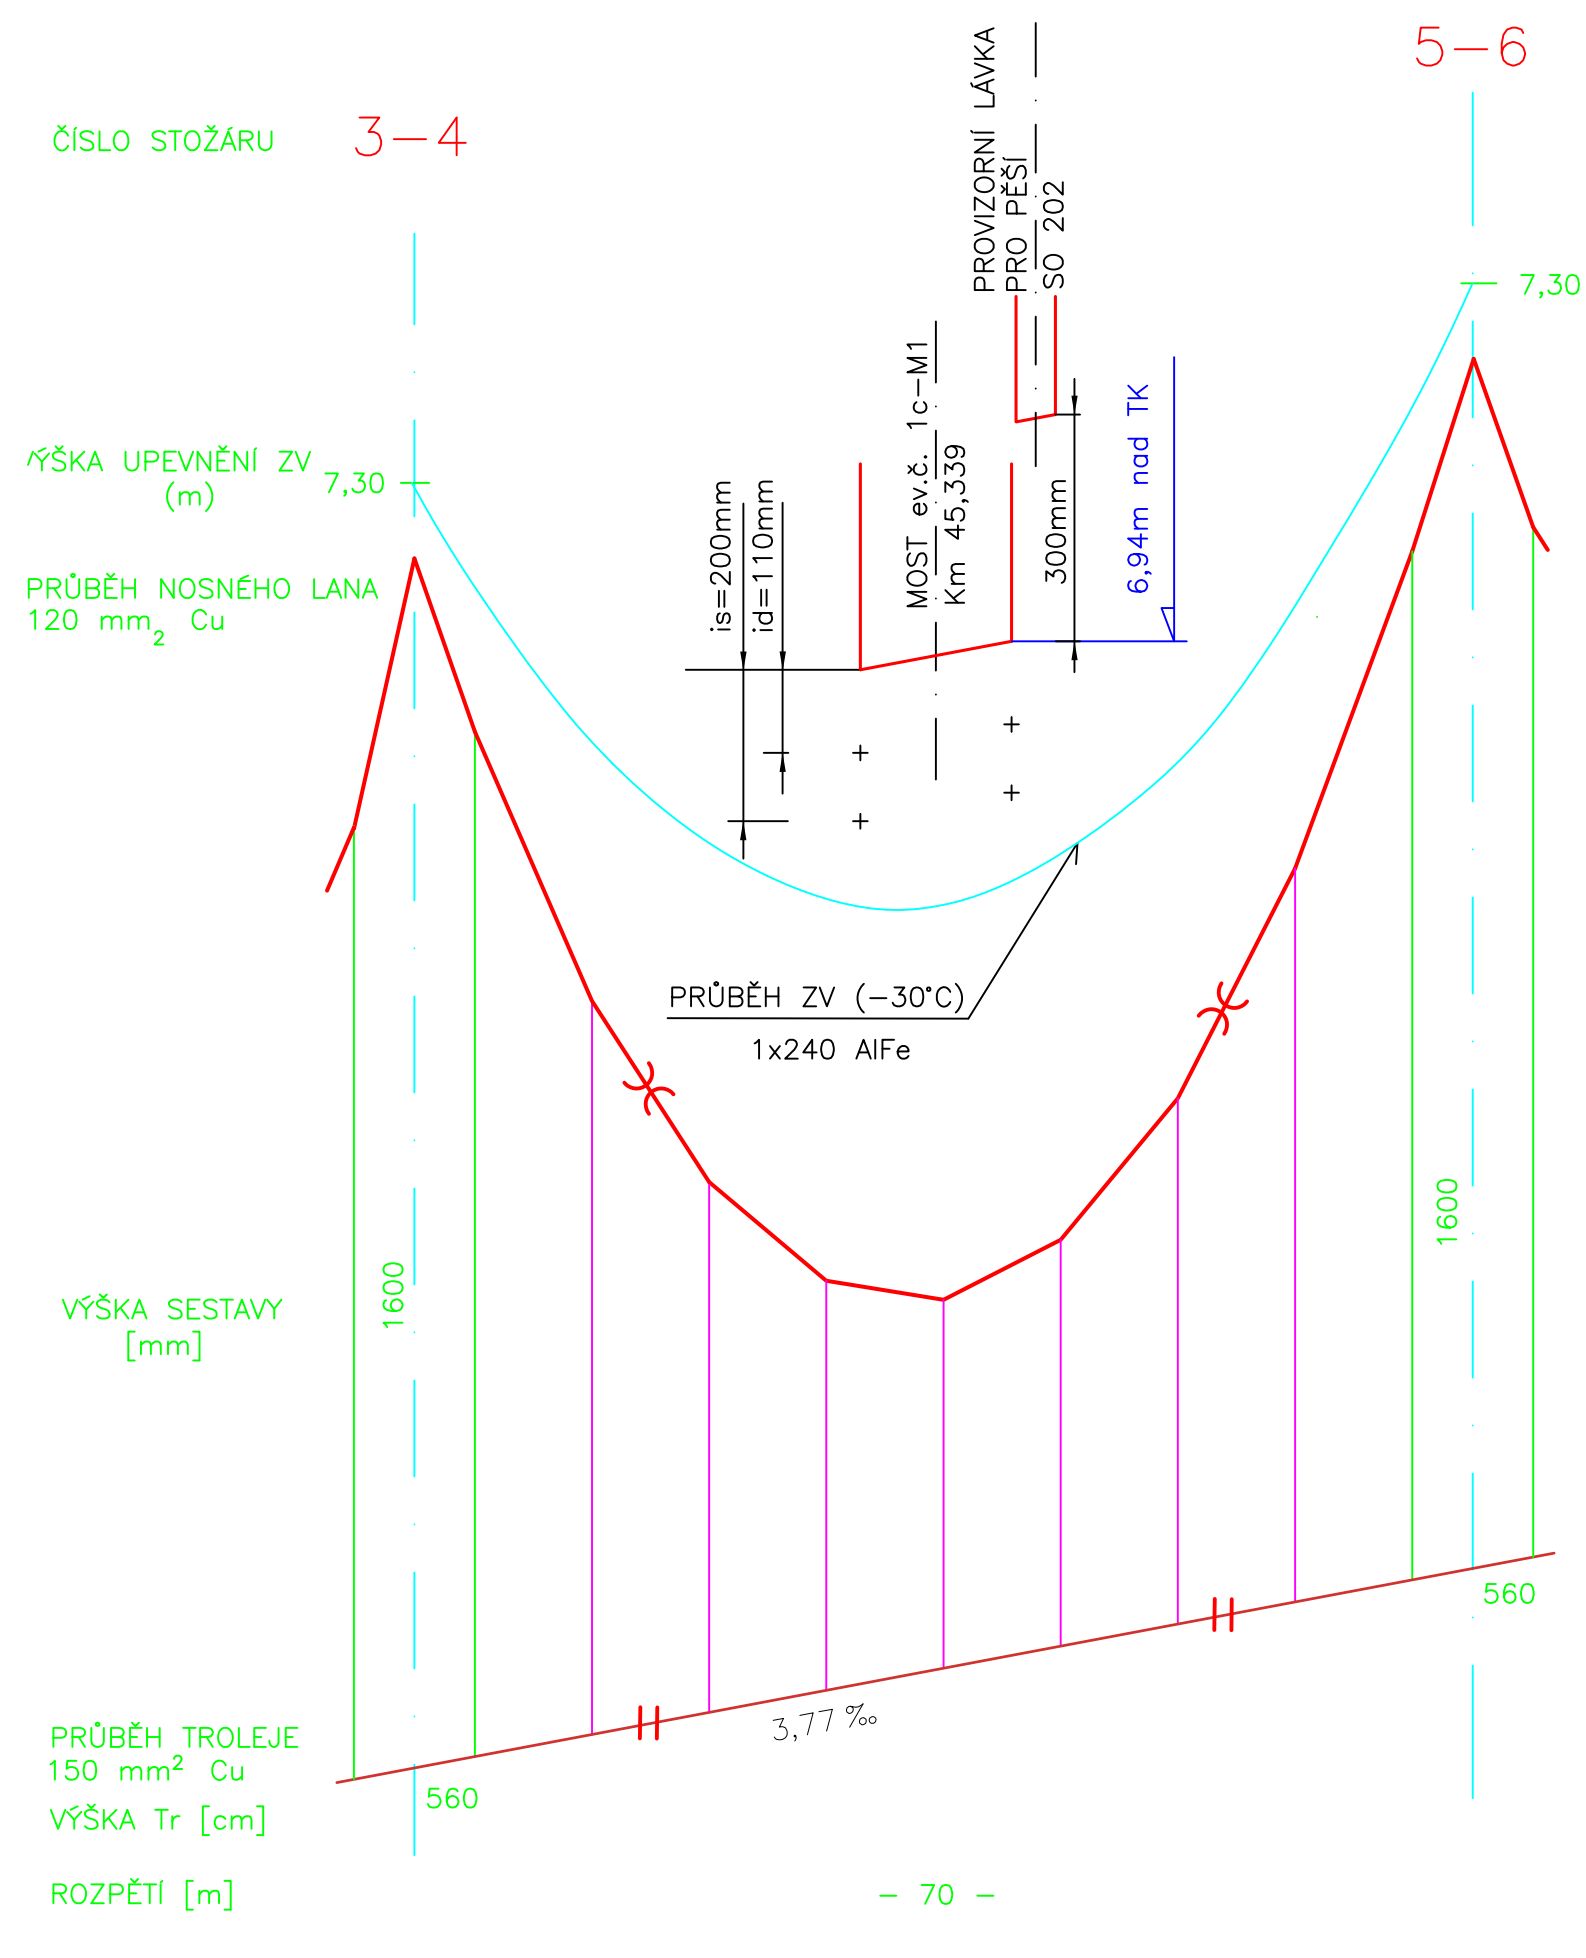 5-6
3-4
ČÍSLO STOŽÁRU
PROVIZORNÍ LÁVKA
PRO PĚŠÍ
SO 202
7,30
MOST ev.č. 1c-M1
Km 45,339
6,94m nad TK
300mm
is=200mm
id=110mm
ÝŠKA UPEVNĚNÍ ZV
(m)
7,30
PRŮBĚH NOSNÉHO LANA
120 mm₂ Cu
PRŮBĚH ZV (-30°C)
1x240 AlFe
1600
1600
VÝŠKA SESTAVY
[mm]
560
3,77 ‰
PRŮBĚH TROLEJE
150 mm² Cu
560
VÝŠKA Tr [cm]
ROZPĚTÍ [m]
- 70 -